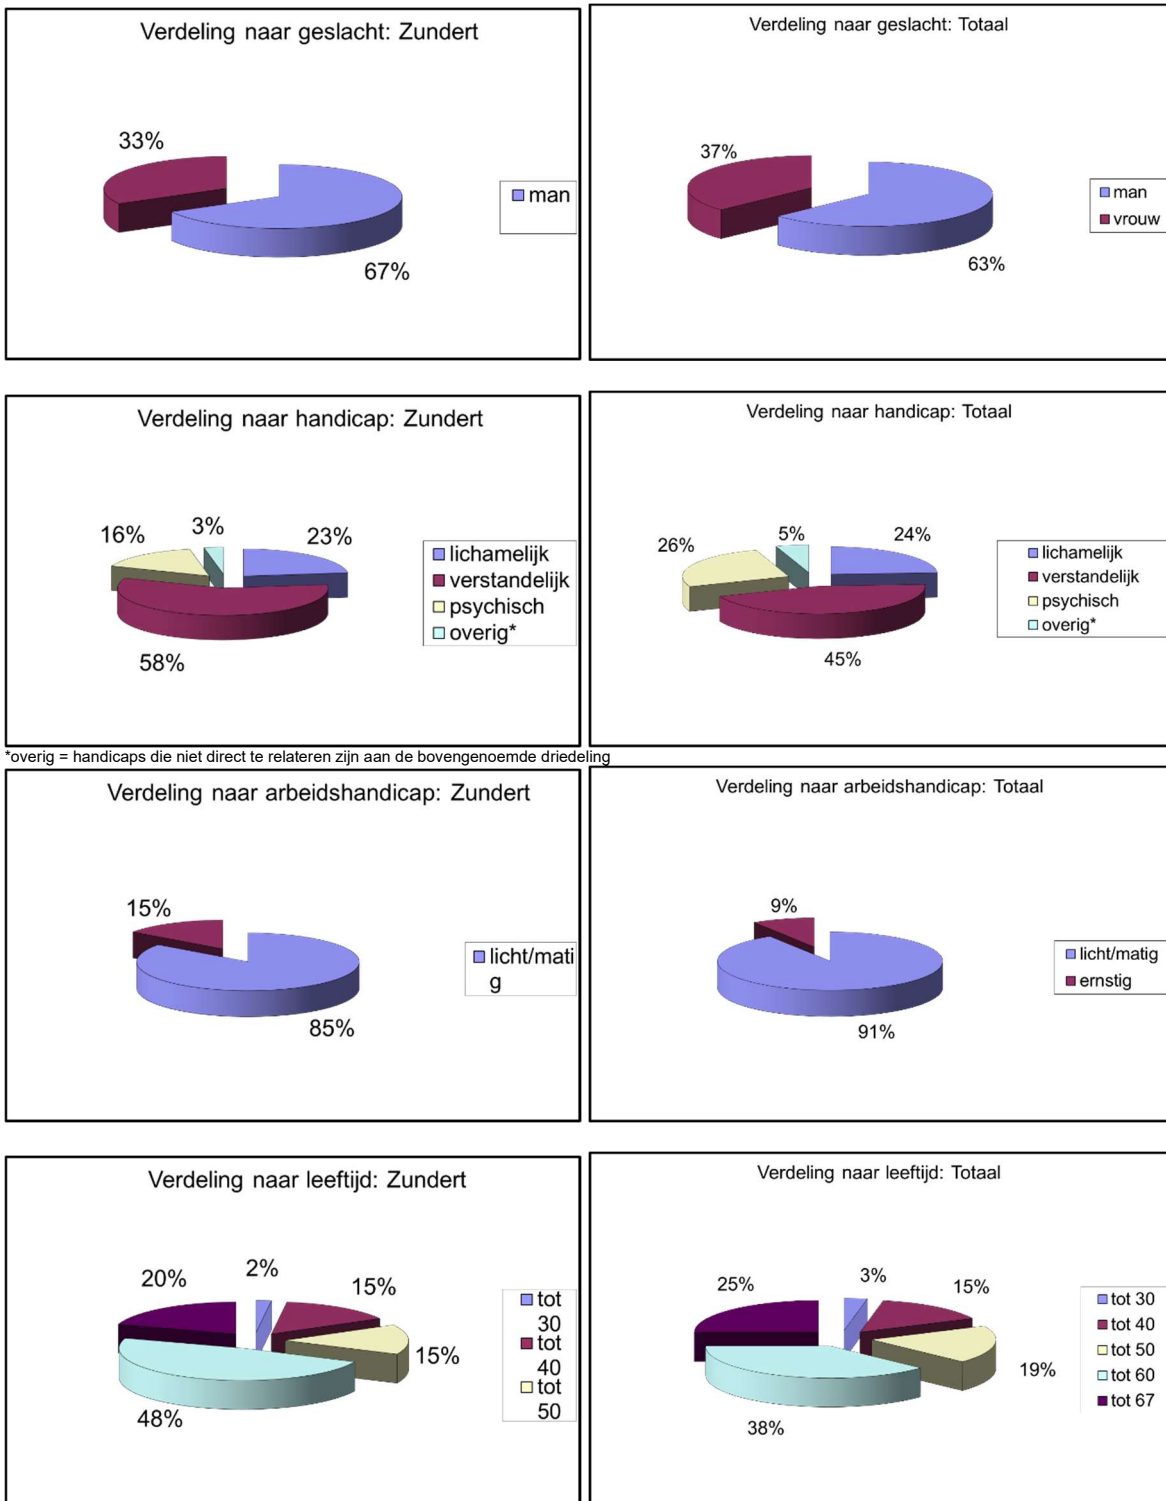 Verdeling naar geslacht: Zundert
33%
67%
man
Verdeling naar geslacht: Totaal
37%
63%
man
vrouw
Verdeling naar handicap: Zundert
16%
3%
23%
58%
lichamelijk
verstandelijk
psychisch
overig*
Verdeling naar handicap: Totaal
26%
5%
24%
45%
lichamelijk
verstandelijk
psychisch
overig*
*overig = handicaps die niet direct te relateren zijn aan de bovengenoemde driedeling
Verdeling naar arbeidshandicap: Zundert
15%
85%
licht/mati
g
Verdeling naar arbeidshandicap: Totaal
9%
91%
licht/matig
ernstig
Verdeling naar leeftijd: Zundert
20%
2%
15%
15%
48%
tot
30
tot
40
tot
50
Verdeling naar leeftijd: Totaal
25%
3%
15%
19%
38%
tot 30
tot 40
tot 50
tot 60
tot 67